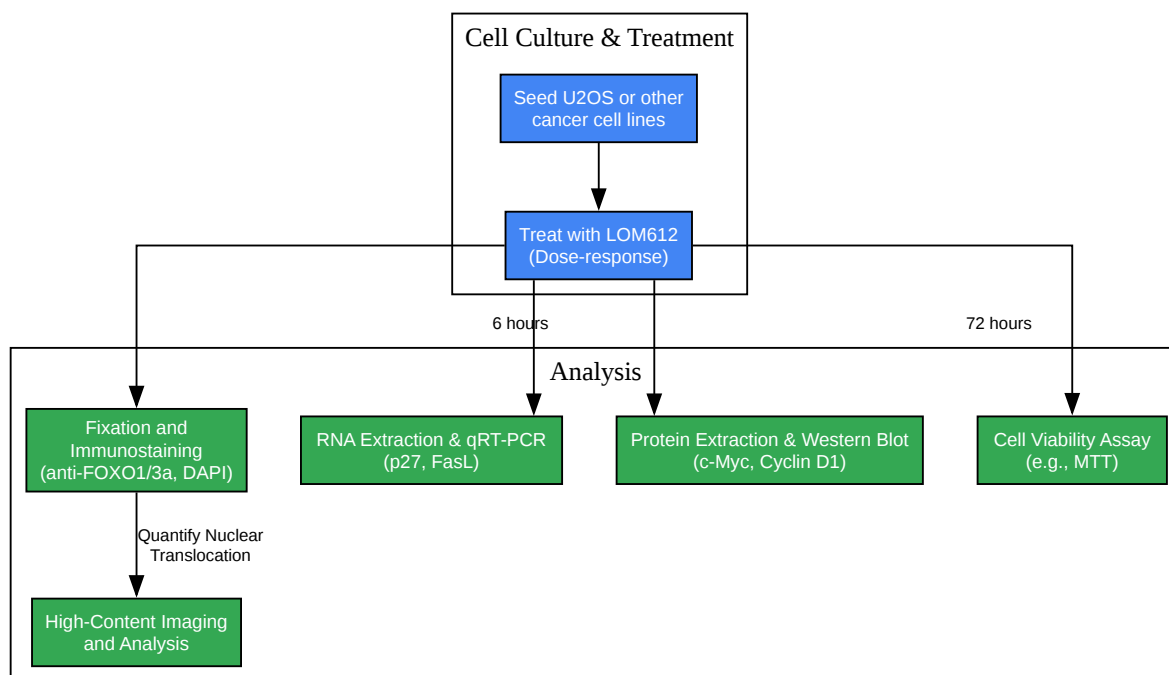 Cell Culture & Treatment
Seed U2OS or other
cancer cell lines
Treat with LOM612
(Dose-response)
6 hours
72 hours
Analysis
Fixation and
Immunostaining
(anti-FOXO1/3a, DAPI)
RNA Extraction & qRT-PCR
(p27, FasL)
Protein Extraction & Western Blot
(c-Myc, Cyclin D1)
Cell Viability Assay
(e.g., MTT)
Quantify Nuclear
Translocation
High-Content Imaging
and Analysis